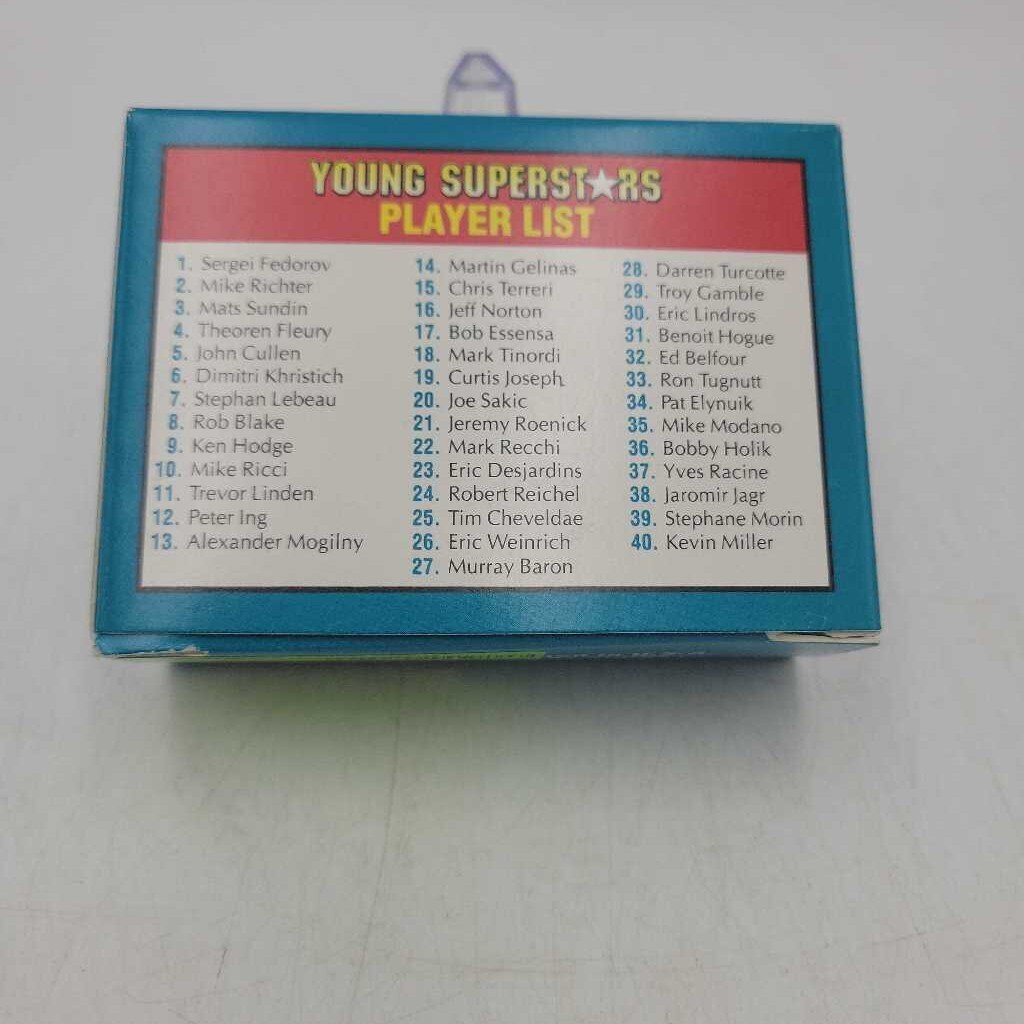 YOUNG SUPERST★RS
PLAYER LIST
1. Sergei Fedorov
2. Mike Richter
3. Mats Sundin
4. Theoren Fleury
5. John Cullen
6. Dimitri Khristich
7. Stephan Lebeau
8. Rob Blake
9. Ken Hodge
10. Mike Ricci
11. Trevor Linden
12. Peter Ing
13. Alexander Mogilny
14. Martin Gelinas
15. Chris Terreri
16. Jeff Norton
17. Bob Essensa
18. Mark Tinordi
19. Curtis Joseph
20. Joe Sakic
21. Jeremy Roenick
22. Mark Recchi
23. Eric Desjardins
24. Robert Reichel
25. Tim Cheveldae
26. Eric Weinrich
27. Murray Baron
28. Darren Turcotte
29. Troy Gamble
30. Eric Lindros
31. Benoit Hogue
32. Ed Belfour
33. Ron Tugnutt
34. Pat Elynuik
35. Mike Modano
36. Bobby Holik
37. Yves Racine
38. Jaromir Jagr
39. Stephane Morin
40. Kevin Miller